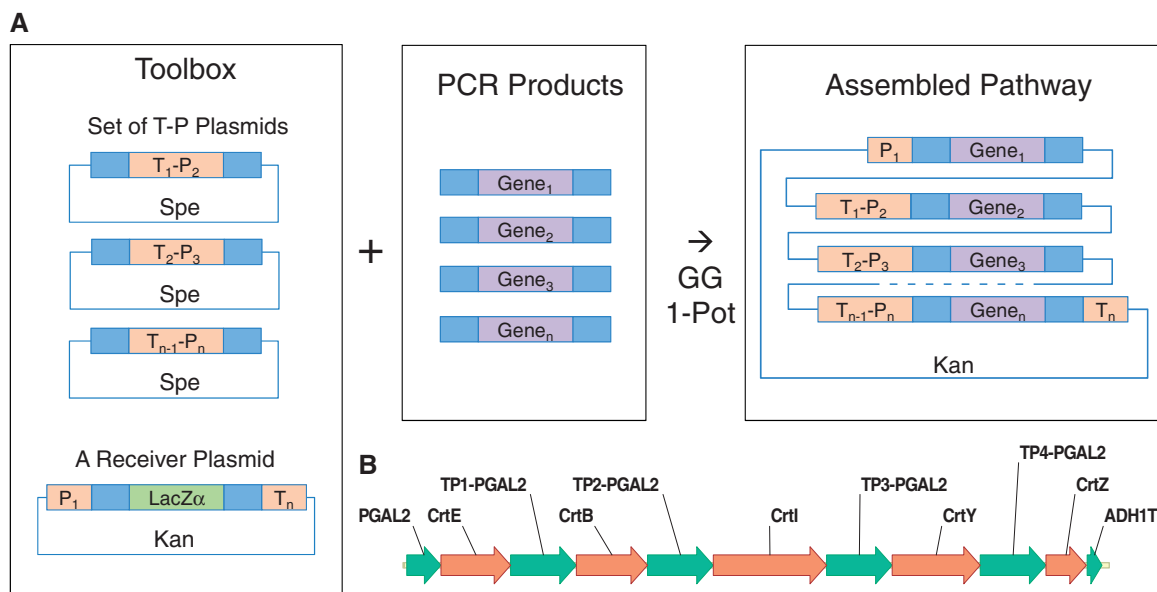 A
Toolbox
Set of T-P Plasmids
T₁-P₂
Spe
T₂-P₃
Spe
Tₙ₋₁-Pₙ
Spe
A Receiver Plasmid
P₁ LacZα Tₙ
Kan
+
PCR Products
Gene₁
Gene₂
Gene₃
Geneₙ
→
GG
1-Pot
Assembled Pathway
P₁ Gene₁
T₁-P₂ Gene₂
T₂-P₃ Gene₃
Tₙ₋₁-Pₙ Geneₙ Tₙ
Kan
B
TP4-PGAL2
TP1-PGAL2 TP2-PGAL2 TP3-PGAL2 CrtZ
PGAL2 CrtE CrtB CrtI CrtY ADH1T